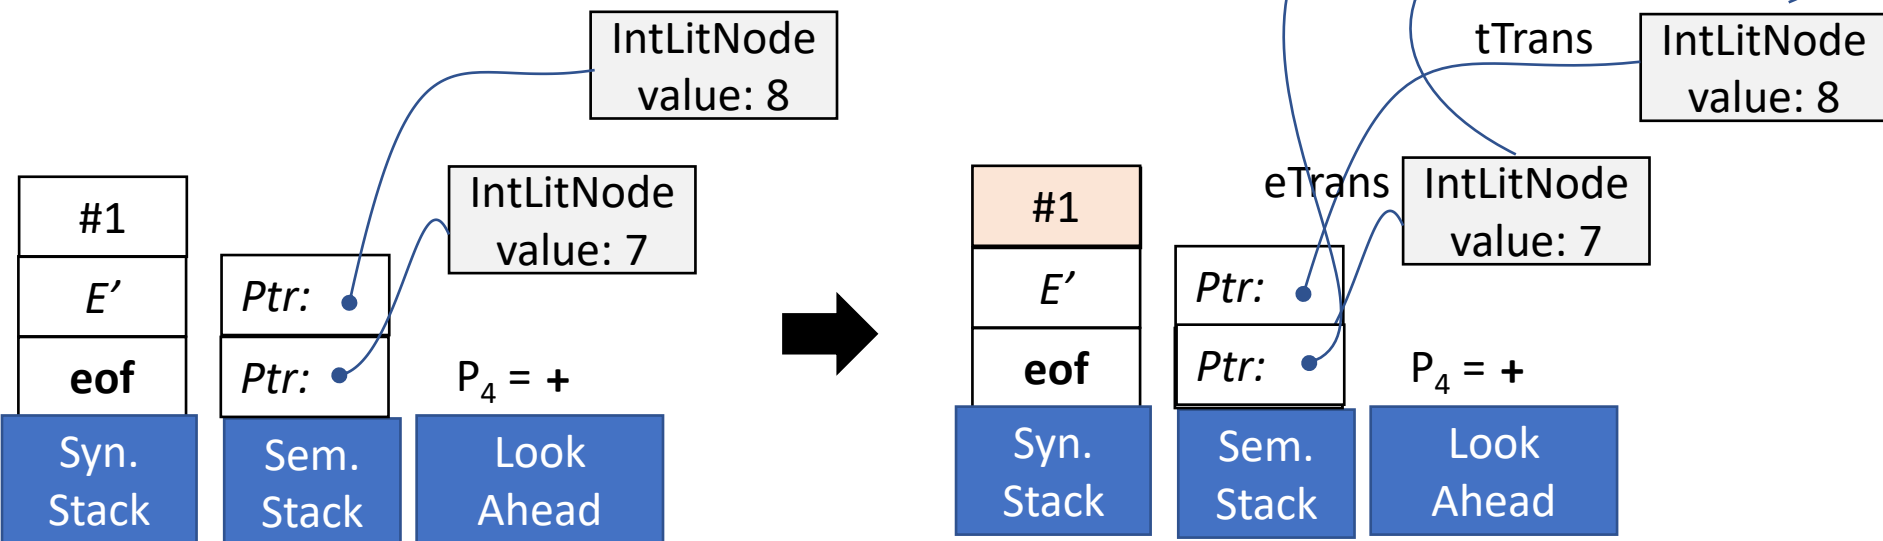 IntLitNode
value: 8
IntLitNode
value: 7
#1
E’
eof
Ptr:
Ptr:
P4 = +
Syn.
Stack
Sem.
Stack
Look
Ahead
tTrans
IntLitNode
value: 8
eTrans
IntLitNode
value: 7
#1
E’
eof
Ptr:
Ptr:
P4 = +
Syn.
Stack
Sem.
Stack
Look
Ahead